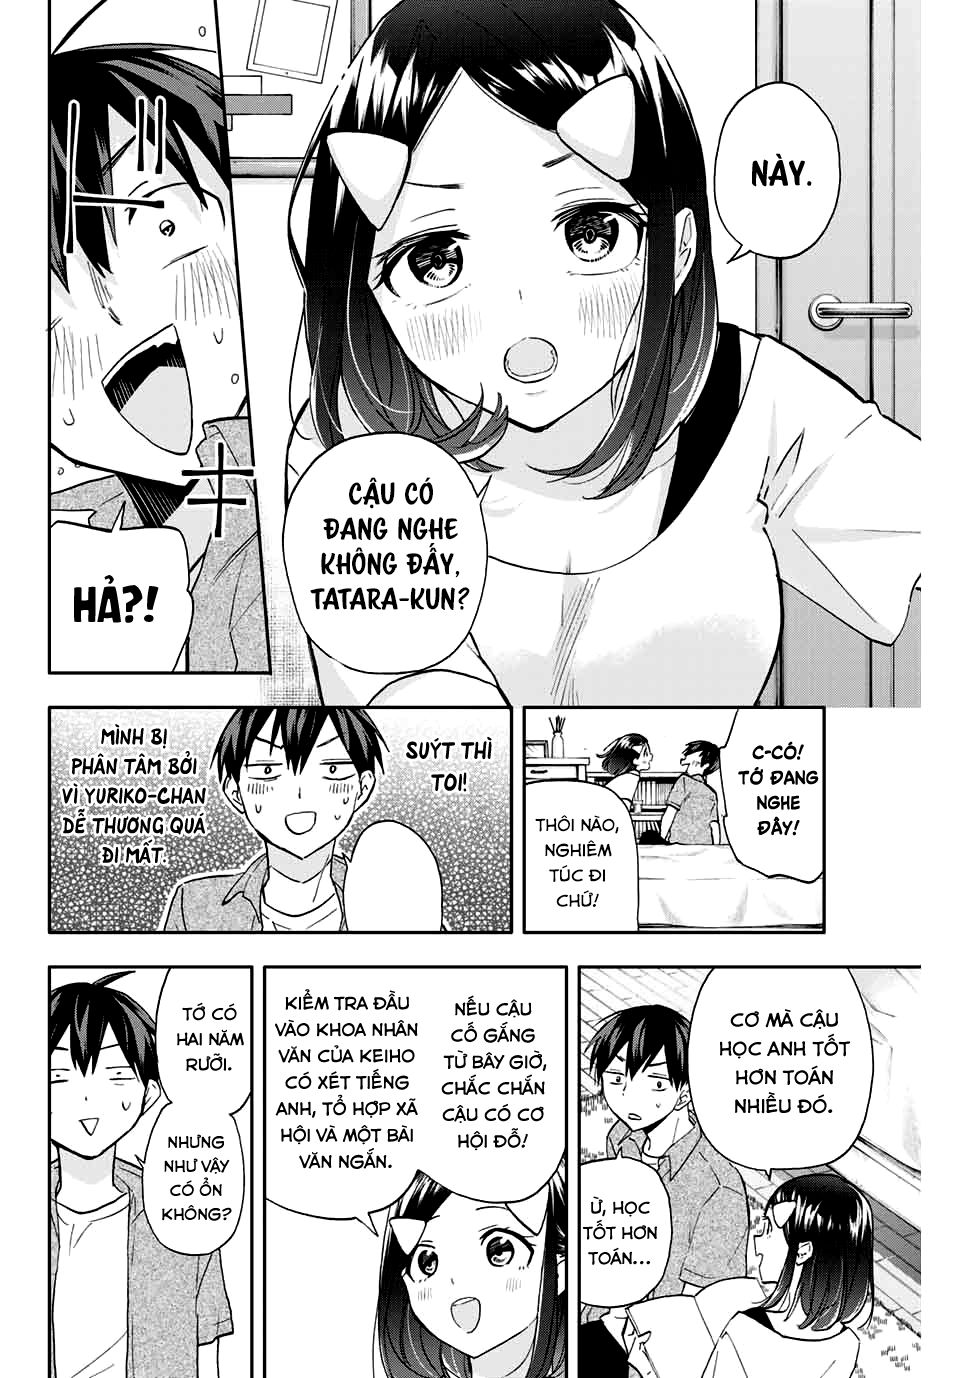 NÀY.
CẬU CÓ
ĐANG NGHE
KHÔNG ĐẤY,
TATARA-KUN?
ドキーッ
HẢ?!
C-CÓ!
TỚ ĐANG
NGHE
ĐÂY!
THÔI NÀO,
NGHIÊM
TÚC ĐI
CHỨ!
SUÝT THÌ
TOI!
MÌNH BỊ
PHÂN TÂM BỞI
VÌ YURIKO-CHAN
DỄ THƯƠNG QUÁ
ĐI MẤT.
CƠ MÀ CẬU
HỌC ANH TỐT
HƠN TOÁN
NHIỀU ĐÓ.
Ừ, HỌC
TỐT HƠN
TOÁN...
NẾU CẬU
CỐ GẮNG
TỪ BÂY GIỜ,
CHẮC CHẮN
CẬU CÓ CƠ
HỘI ĐỖ!
KIỂM TRA ĐẦU
VÀO KHOA NHÂN
VĂN CỦA KEIHO
CÓ XÉT TIẾNG
ANH, TỔ HỢP XÃ
HỘI VÀ MỘT BÀI
VĂN NGẮN.
TỚ CÓ
HAI NĂM
RƯỠI.
NHƯNG
NHƯ VẬY
CÓ ỔN
KHÔNG?